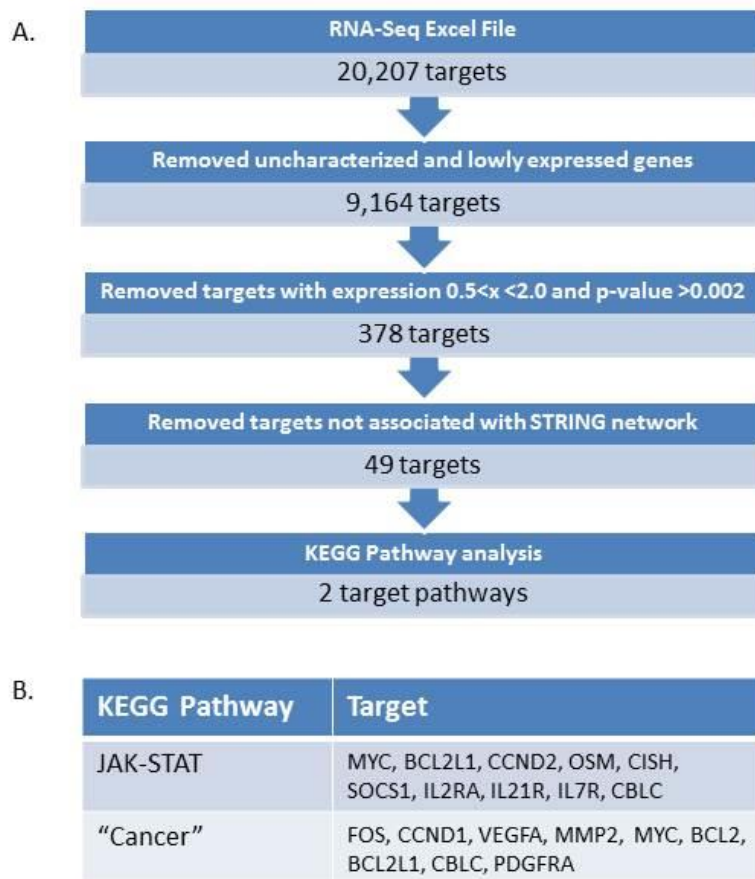 A.
RNA-Seq Excel File
20,207 targets
Removed uncharacterized and lowly expressed genes
9,164 targets
Removed targets with expression 0.5<x <2.0 and p-value >0.002
378 targets
Removed targets not associated with STRING network
49 targets
KEGG Pathway analysis
2 target pathways
B.
KEGG Pathway Target
JAK-STAT MYC, BCL2L1, CCND2, OSM, CISH,
SOCS1, IL2RA, IL21R, IL7R, CBLC
“Cancer” FOS, CCND1, VEGFA, MMP2, MYC, BCL2,
BCL2L1, CBLC, PDGFRA